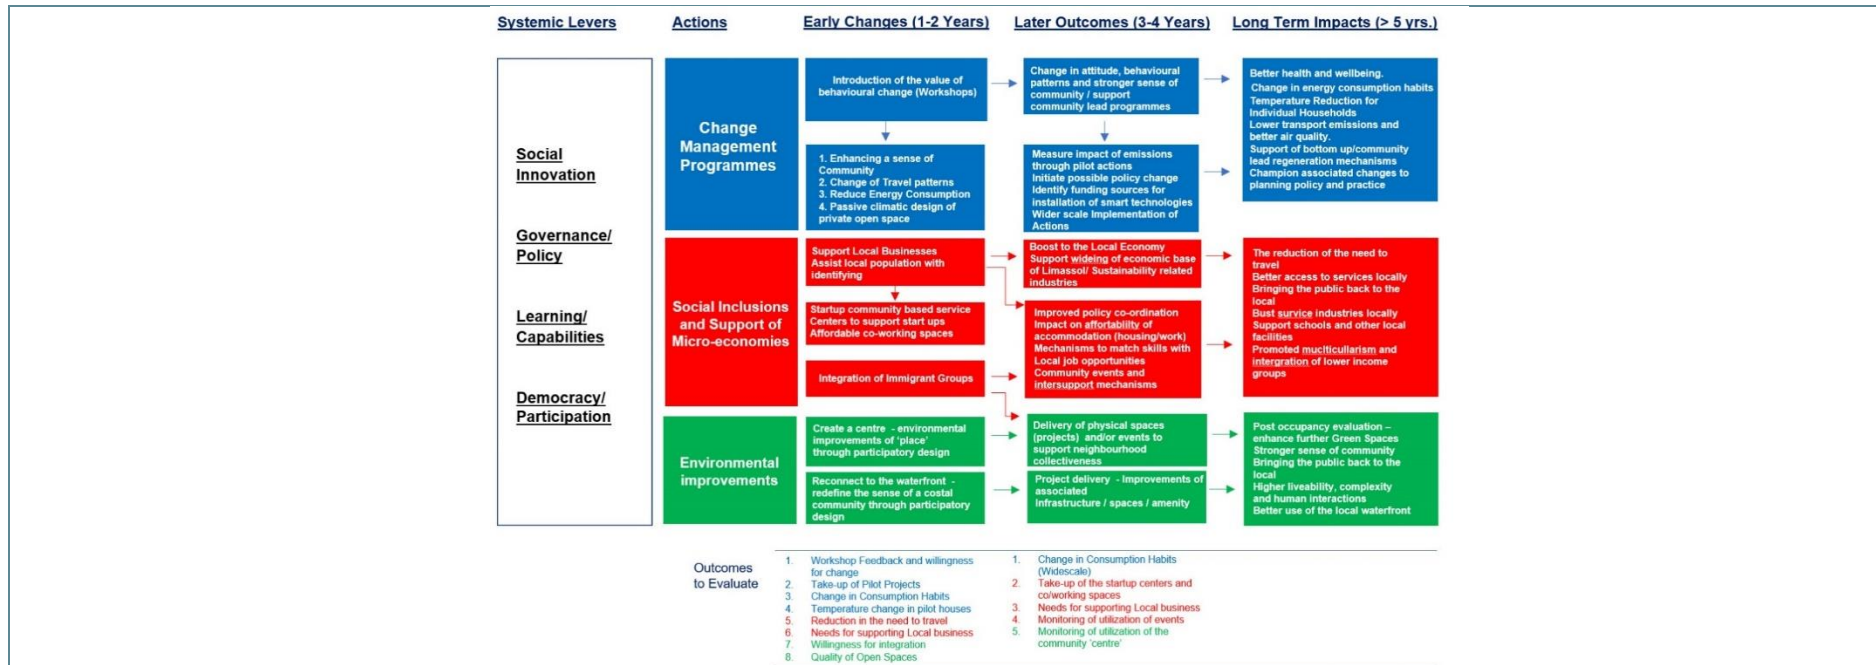 Systemic Levers
Actions
Early Changes (1-2 Years)
Later Outcomes (3-4 Years)
Long Term Impacts (> 5 yrs.)
Social
Innovation
Governance/
Policy
Learning/
Capabilities
Democracy/
Participation
Change
Management
Programmes
Introduction of the value of
behavioural change (Workshops)
1. Enhancing a sense of
Community
2. Change of Travel patterns
3. Reduce Energy Consumption
4. Passive climatic design of
private open space
Change in attitude, behavioural
patterns and stronger sense of
community / support
community lead programmes
Measure impact of emissions
through pilot actions
Initiate possible policy change
Identify funding sources for
installation of smart technologies
Wider scale Implementation of
Actions
Better health and wellbeing.
Change in energy consumption habits
Temperature Reduction for
Individual Households
Lower transport emissions and
better air quality.
Support of bottom up/community
lead regeneration mechanisms
Champion associated changes to
planning policy and practice
Social Inclusions
and Support of
Micro-economies
Support Local Businesses
Assist local population with
identifying
Startup community based service
Centers to support start ups
Affordable co-working spaces
Integration of Immigrant Groups
Boost to the Local Economy
Support wideing of economic base
of Limassol/ Sustainability related
industries
Improved policy co-ordination
Impact on affortability of
accommodation (housing/work)
Mechanisms to match skills with
Local job opportunities
Community events and
intersupport mechanisms
The reduction of the need to
travel
Better access to services locally
Bringing the public back to the
local
Bust service industries locally
Support schools and other local
facilities
Promoted muclticullarism and
intergration of lower income
groups
Environmental
improvements
Create a centre - environmental
improvements of 'place'
through participatory design
Reconnect to the waterfront -
redefine the sense of a costal
community through participatory
design
Delivery of physical spaces
(projects) and/or events to
support neighbourhood
collectiveness
Project delivery - Improvements of
associated
Infrastructure / spaces / amenity
Post occupancy evaluation –
enhance further Green Spaces
Stronger sense of community
Bringing the public back to the
local
Higher liveability, complexity
and human interactions
Better use of the local waterfront
Outcomes
to Evaluate
1. Workshop Feedback and willingness
for change
2. Take-up of Pilot Projects
3. Change in Consumption Habits
4. Temperature change in pilot houses
5. Reduction in the need to travel
6. Needs for supporting Local business
7. Willingness for integration
8. Quality of Open Spaces
1. Change in Consumption Habits
(Widescale)
2. Take-up of the startup centers and
co/working spaces
3. Needs for supporting Local business
4. Monitoring of utilization of events
5. Monitoring of utilization of the
community 'centre'